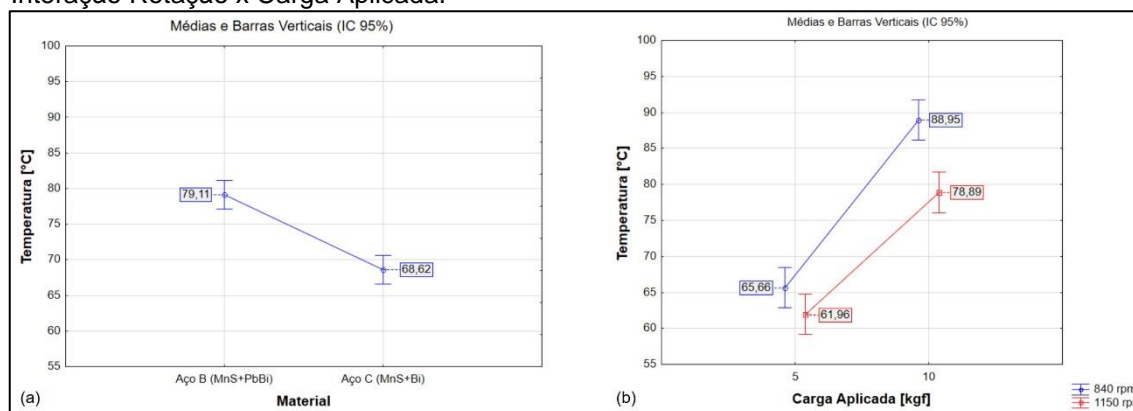 Interação Rotação x Carga Aplicada.
Médias e Barras Verticais (IC 95%)
100
95
90
85
80
75
70
65
60
55
Temperatura [°C]
79,11
68,62
Aço B (MnS+PbBi)
Aço C (MnS+Bi)
(a)
Material
Médias e Barras Verticais (IC 95%)
100
95
90
85
80
75
70
65
60
55
Temperatura [°C]
88,95
78,89
65,66
61,96
5
10
(b)
Carga Aplicada [kgf]
840 rpm
1150 rp